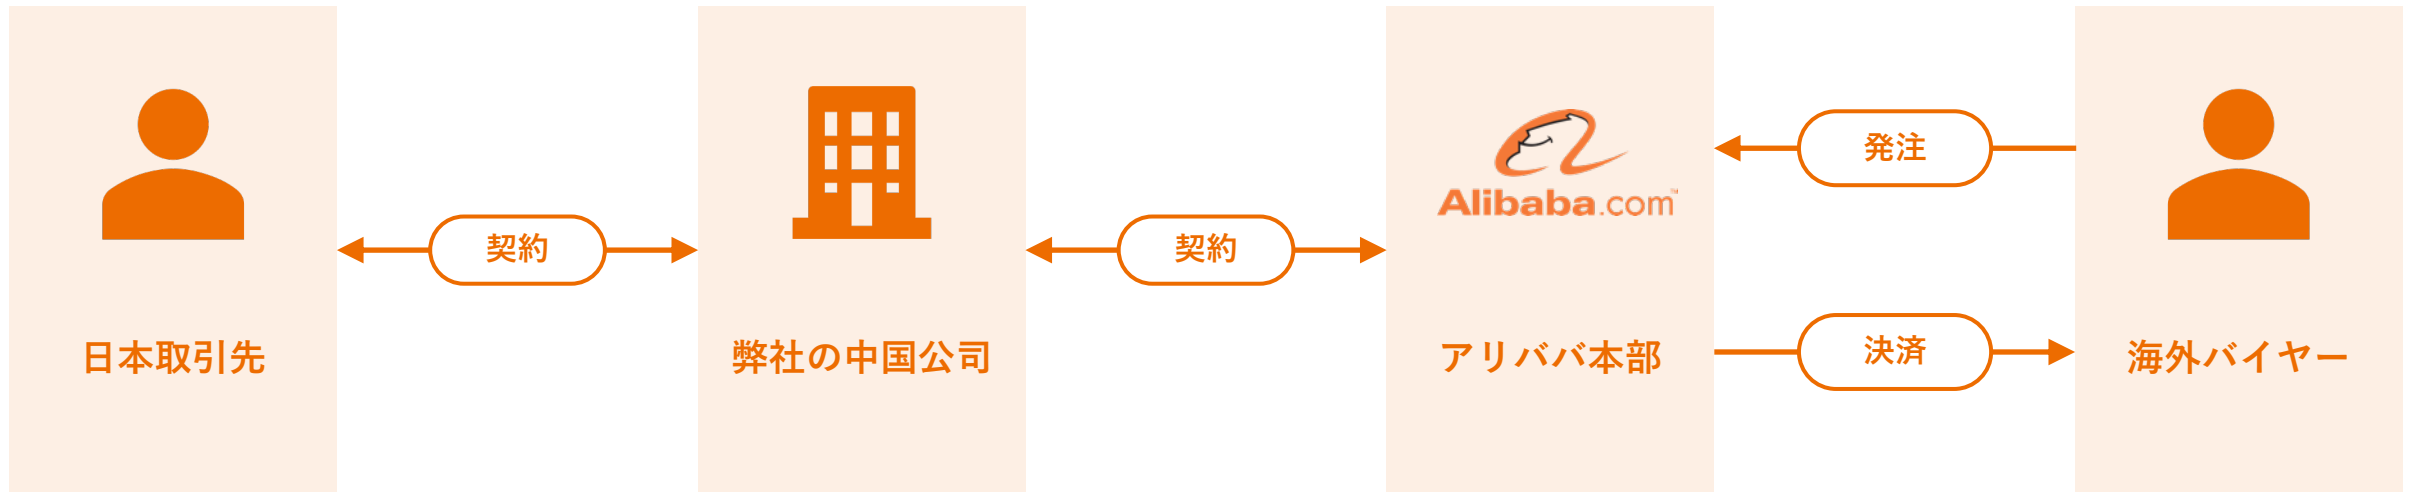 日本取引先
契約
弊社の中国公司
契約
Alibaba.com™
アリババ本部
発注
決済
海外バイヤー